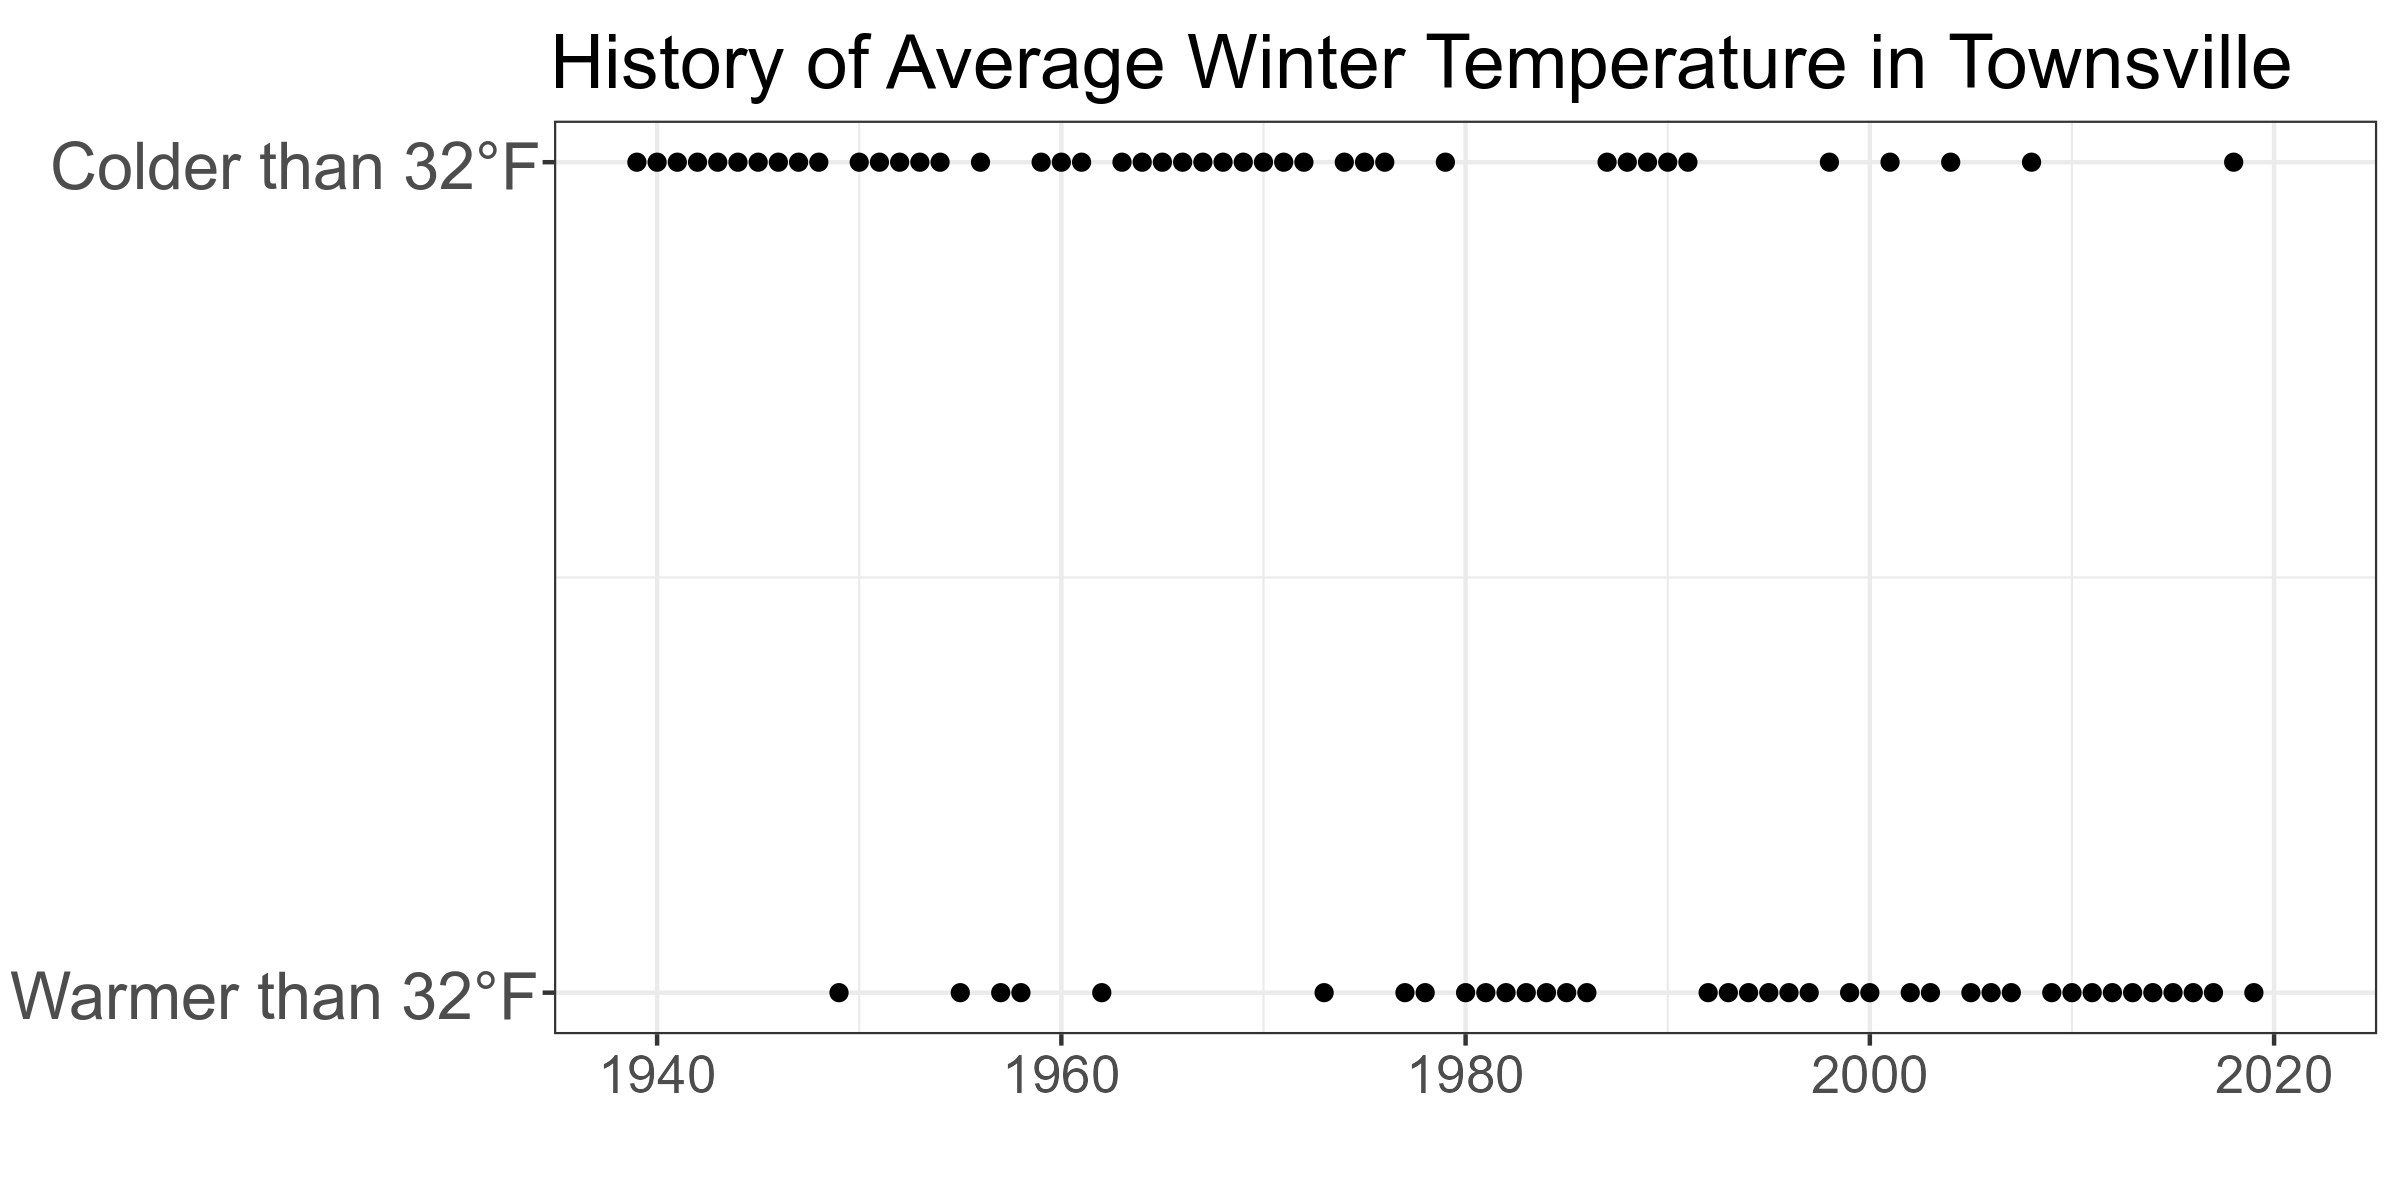 History of Average Winter Temperature in Townsville
Colder than 32°F
Warmer than 32°F
1940 1960 1980 2000 2020